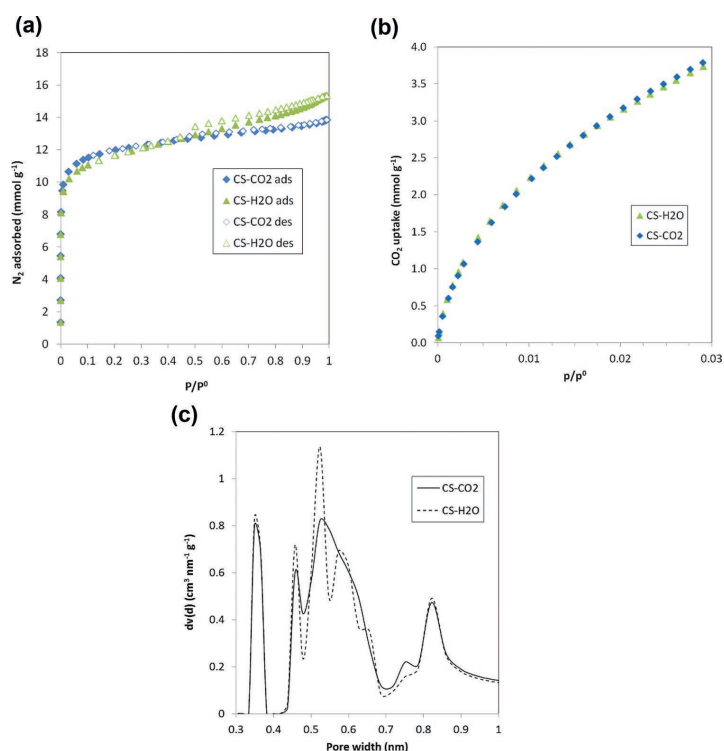 (a)
18
16
14
12
10
8
6
4
2
0
N2 adsorbed (mmol g-1)
CS-CO2 ads
CS-H2O ads
CS-CO2 des
CS-H2O des
0 0.1 0.2 0.3 0.4 0.5 0.6 0.7 0.8 0.9 1
P/P0
(b)
4.0
3.5
3.0
2.5
2.0
1.5
1.0
0.5
0.0
CO2 uptake (mmol g-1)
CS-H2O
CS-CO2
0 0.01 0.02 0.03
p/p0
(c)
1.2
1
0.8
0.6
0.4
0.2
0
dv(d) (cm3 nm-1 g-1)
CS-CO2
CS-H2O
0.3 0.4 0.5 0.6 0.7 0.8 0.9 1
Pore width (nm)